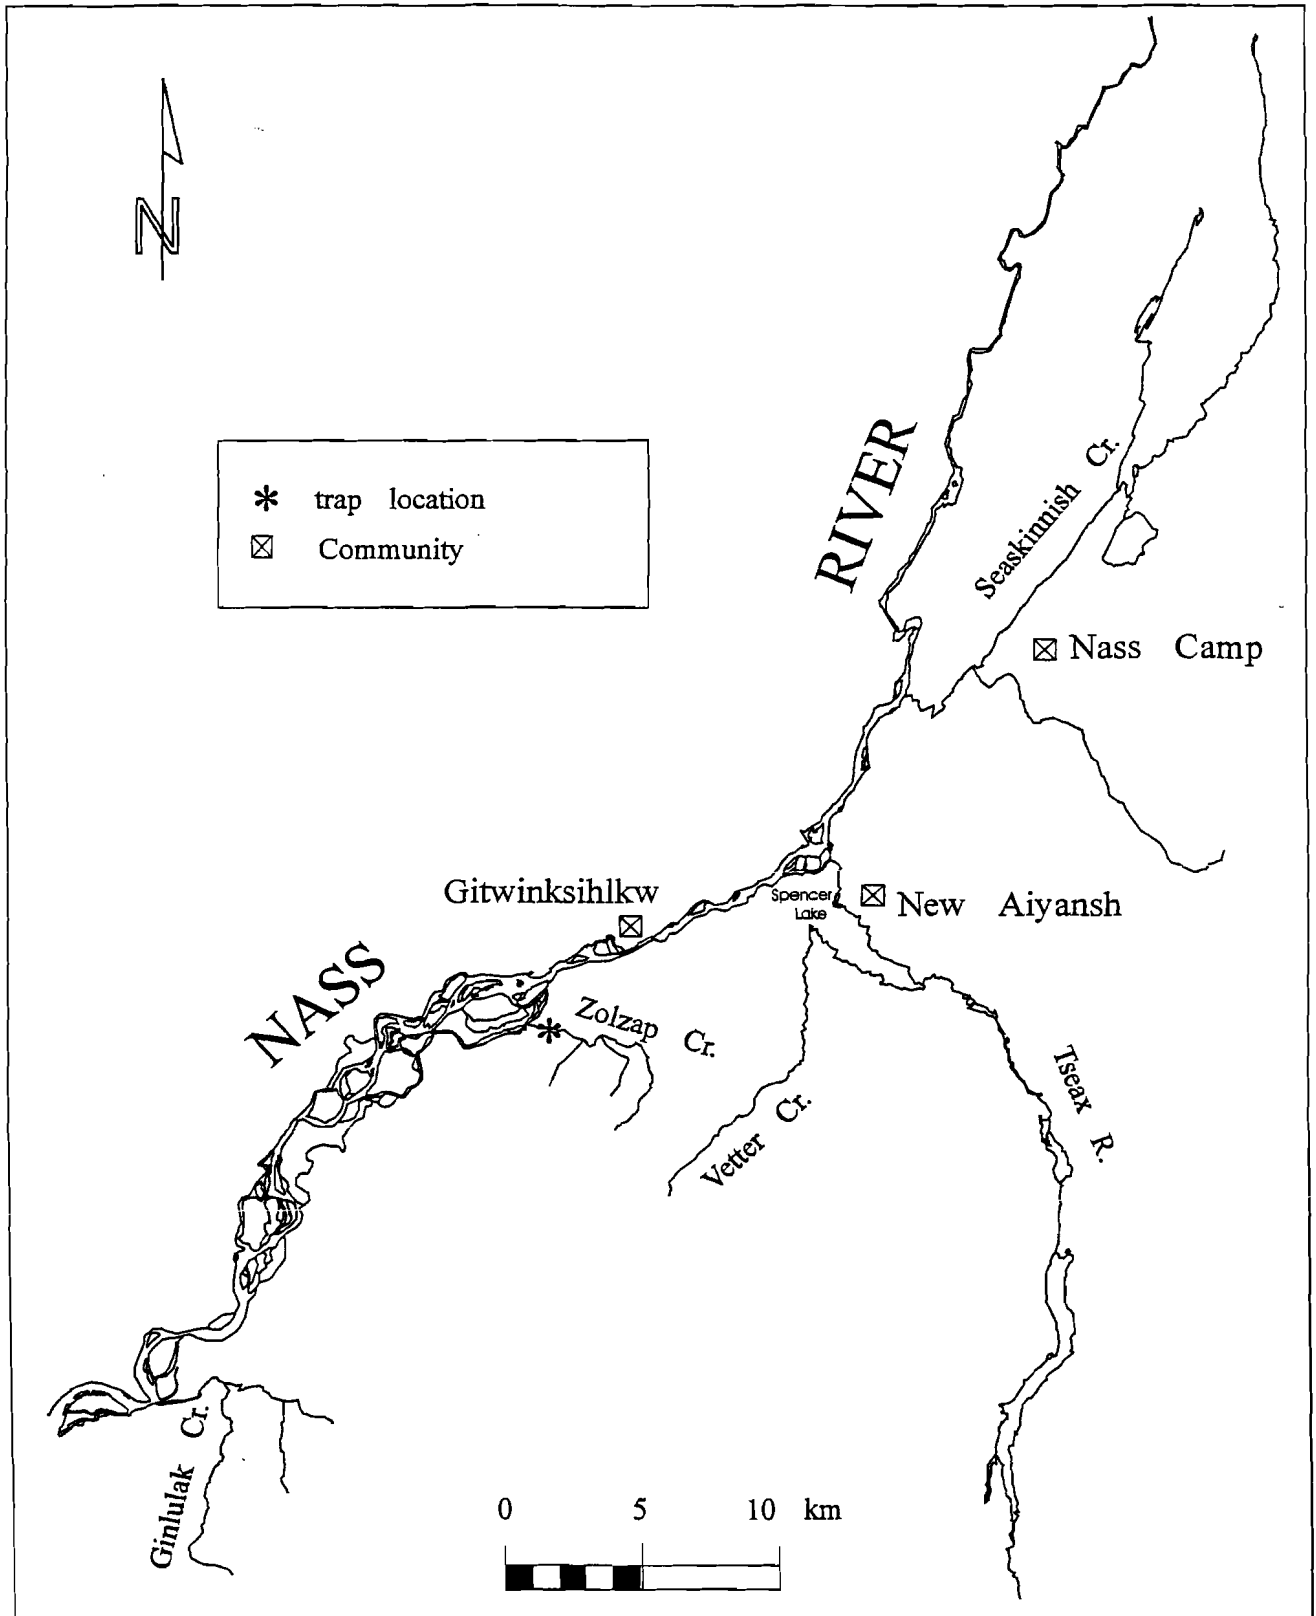 N
RIVER
Seaskinnish Cr.
trap location
Community
Nass Camp
Gitwinksihlkw
Spencer
Lake
New Aiyansh
NASS
Zolzap Cr.
Tseax R.
Vetter Cr.
Ginlulak Cr.
0 5 10 km